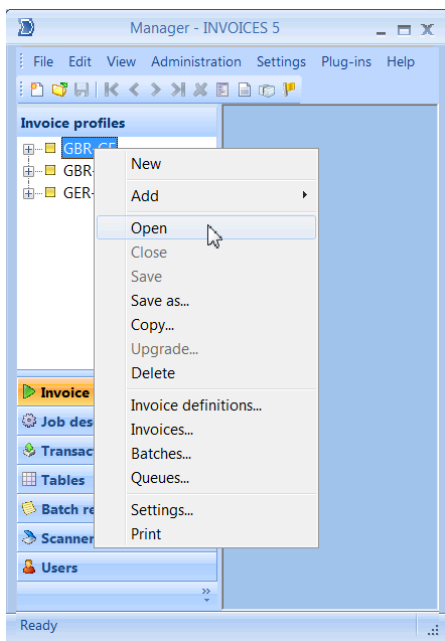 Manager - INVOICES 5
File Edit View Administration Settings Plug-ins Help
Invoice profiles
GBR-GE
GBR-
GER-
New
Add
Open
Close
Save
Save as...
Copy...
Upgrade...
Delete
Invoice definitions...
Invoices...
Batches...
Queues...
Settings...
Print
Invoice
Job des
Transac
Tables
Batch re
Scanner
Users
Ready